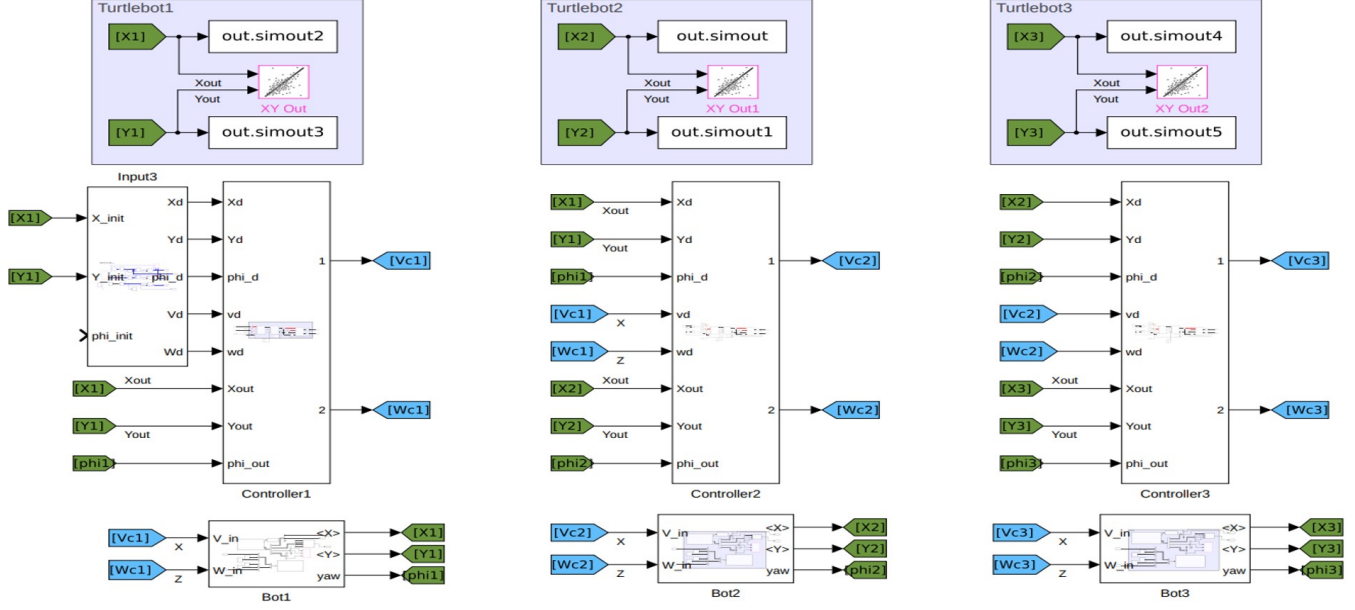 Turtlebot1
[X1]
out.simout2
Xout
Yout
XY Out
[Y1]
out.simout3
Turtlebot2
[X2]
out.simout
Xout
Yout
XY Out1
[Y2]
out.simout1
Turtlebot3
[X3]
out.simout4
Xout
Yout
XY Out2
[Y3]
out.simout5
Input3
[X1]
X_init
[Y1]
Y_init
phi_init
Xd
Yd
phi_d
Vd
Wd
Xd
Yd
phi_d
vd
wd
[X1]
Xout
Xout
[Y1]
Yout
Yout
[phi1]
phi_out
1
[Vc1]
2
[Wc1]
Controller1
[X1]
Xout
Xd
[Y1]
Yout
Yd
[phi1]
phi_d
[Vc1]
X
vd
[Wc1]
Z
wd
[X2]
Xout
Xout
[Y2]
Yout
Yout
[phi2]
phi_out
1
[Vc2]
2
[Wc2]
Controller2
[X2]
Xd
[Y2]
Yd
[phi2]
phi_d
[Vc2]
vd
[Wc2]
wd
[X3]
Xout
Xout
[Y3]
Yout
Yout
[phi3]
phi_out
1
[Vc3]
2
[Wc3]
Controller3
[Vc1]
X
V_in
[Wc1]
Z
W_in
<X>
[X1]
<Y>
[Y1]
yaw
[phi1]
Bot1
[Vc2]
X
V_in
[Wc2]
Z
W_in
<X>
[X2]
<Y>
[Y2]
yaw
[phi2]
Bot2
[Vc3]
X
V_in
[Wc3]
Z
W_in
<X>
[X3]
<Y>
[Y3]
yaw
[phi3]
Bot3